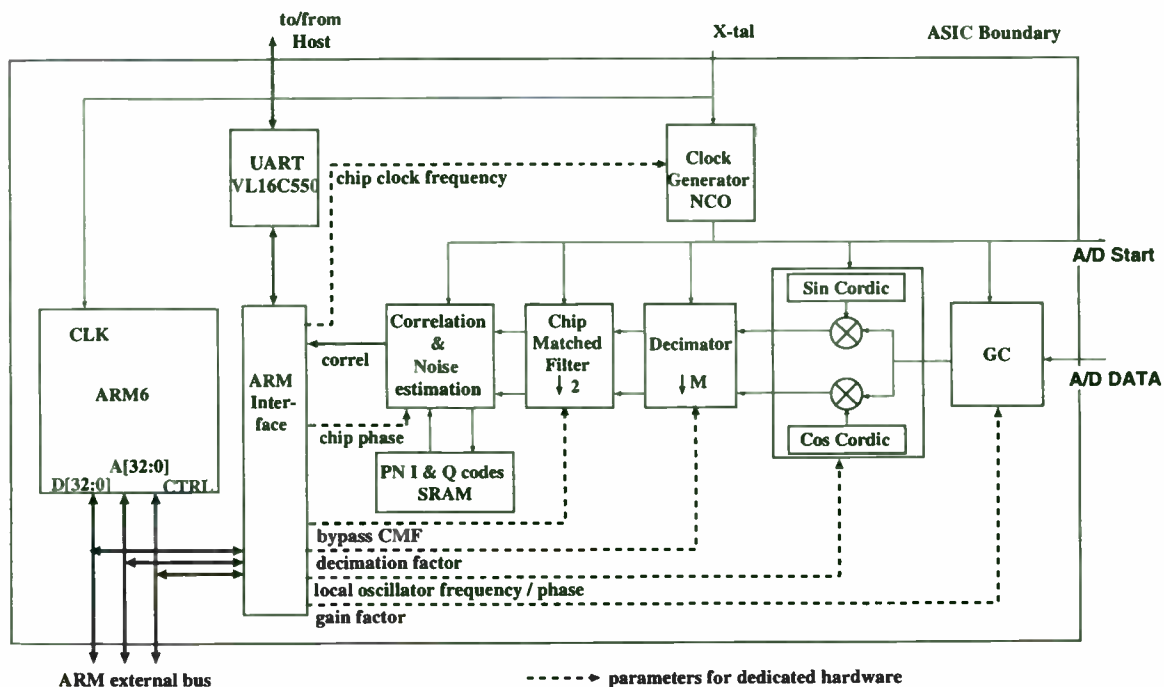 to/from
Host
X-tal
ASIC Boundary
UART
VL16C550
chip clock frequency
Clock
Generator
NCO
A/D Start
Sin Cordic
CLK
ARM6
A[32:0]
D[32:0]
CTRL
ARM
Inter-
face
correl
chip phase
Correlation
&
Noise
estimation
Chip
Matched
Filter
↓ 2
Decimator
↓ M
GC
A/D DATA
Cos Cordic
PN I & Q codes
SRAM
bypass CMF
decimation factor
local oscillator frequency / phase
gain factor
ARM external bus
parameters for dedicated hardware